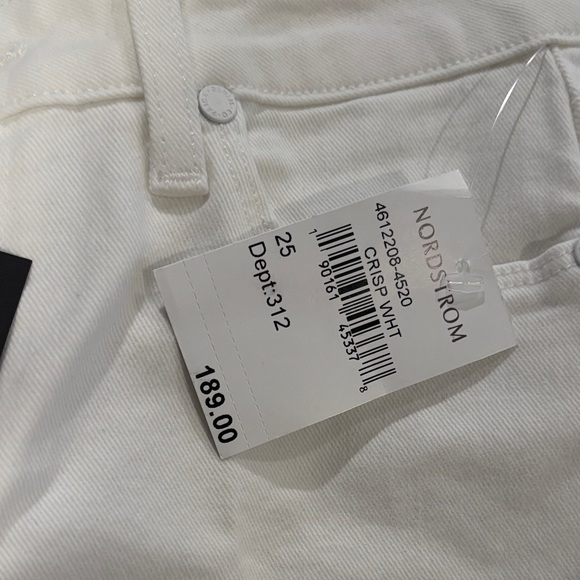 NORDSTROM
4612208-4520
CRISP WHT
1 90161 45337 8
25
Dept:312
189.00